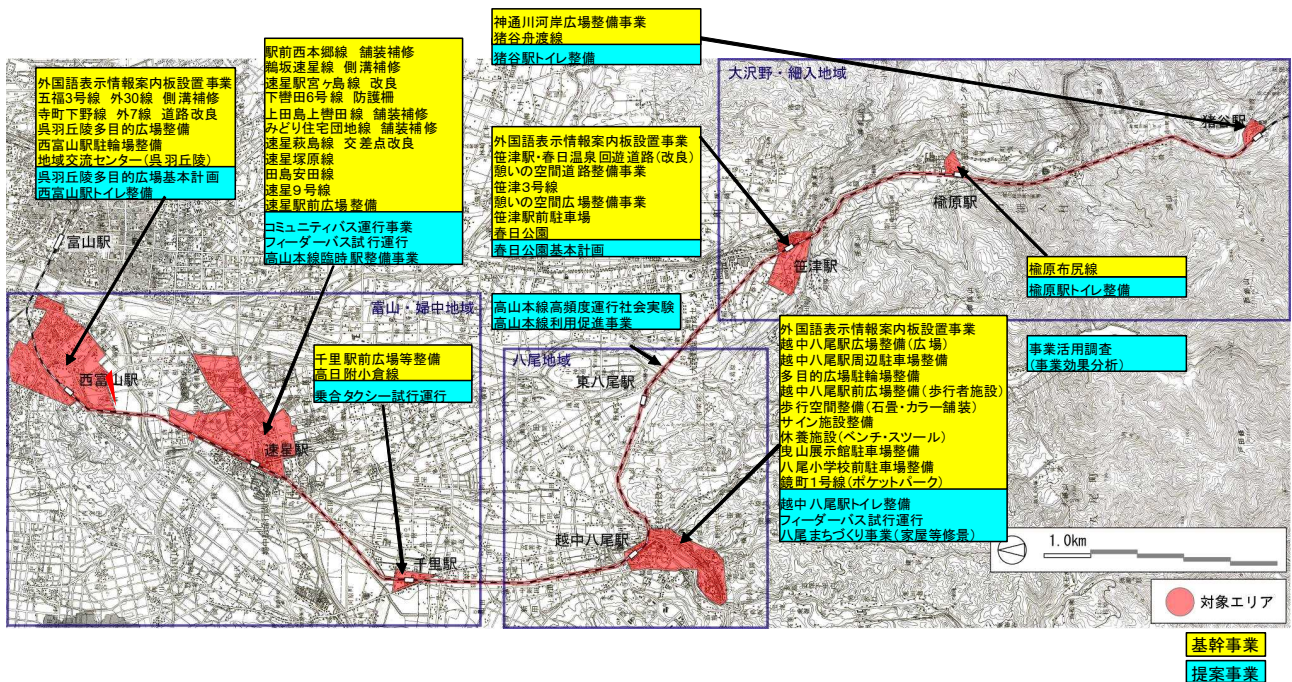 神通川河岸広場整備事業
猪谷舟渡線
猪谷駅トイレ整備
駅前西本郷線 舗装補修
鵜坂速星線 側溝補修
速星駅宮ヶ島線 改良
下轡田6号線 防護柵
上田島上轡田線 舗装補修
みどり住宅団地線 舗装補修
速星萩島線 交差点改良
速星塚原線
田島安田線
速星9号線
速星駅前広場整備
コミュニティバス運行事業
フィーダーバス試行運行
高山本線臨時駅整備事業
外国語表示情報案内板設置事業
五福3号線 外30線 側溝補修
寺町下野線 外7線 道路改良
呉羽丘陵多目的広場整備
西富山駅駐輪場整備
地域交流センター(呉羽丘陵)
呉羽丘陵多目的広場基本計画
西富山駅トイレ整備
外国語表示情報案内板設置事業
笹津駅・春日温泉回遊道路(改良)
憩いの空間道路整備事業
笹津3号線
憩いの空間広場整備事業
笹津駅前駐車場
春日公園
春日公園基本計画
大沢野・細入地域
猪谷駅
楡原駅
笹津駅
楡原布尻線
楡原駅トイレ整備
富山駅
富山・婦中地域
高山本線高頻度運行社会実験
高山本線利用促進事業
千里駅前広場等整備
高日附小倉線
乗合タクシー試行運行
八尾地域
東八尾駅
西富山駅
速星駅
千里駅
越中八尾駅
外国語表示情報案内板設置事業
越中八尾駅広場整備(広場)
越中八尾駅周辺駐車場整備
多目的広場駐輪場整備
越中八尾駅前広場整備(歩行者施設)
歩行空間整備(石畳・カラー舗装)
サイン施設整備
休養施設(ベンチ・スツール)
曳山展示館駐車場整備
八尾小学校前駐車場整備
鏡町1号線(ポケットパーク)
越中八尾駅トイレ整備
フィーダーバス試行運行
八尾まちづくり事業(家屋等修景)
事業活用調査
(事業効果分析)
1.0km
対象エリア
基幹事業
提案事業